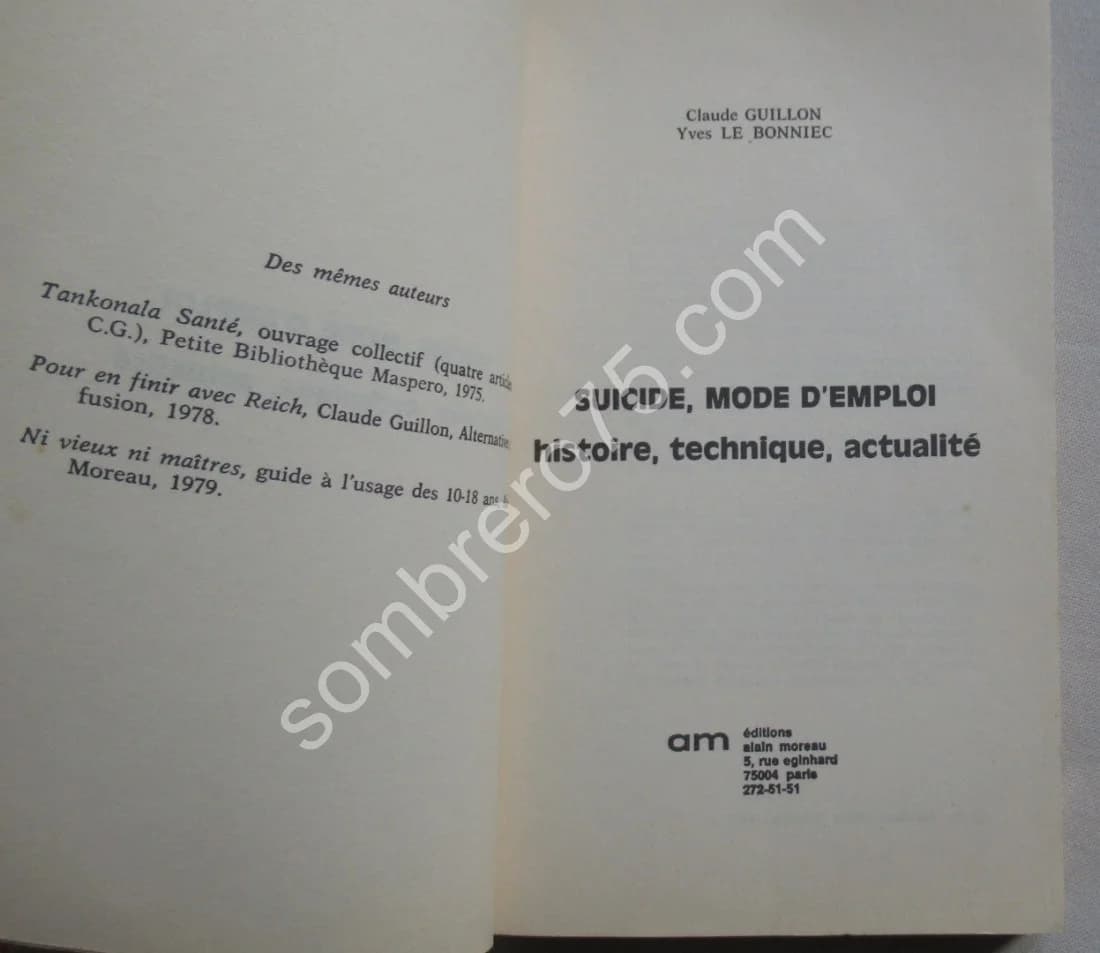 Des mêmes auteurs
Tankonala Santé, ouvrage collectif (quatre
C.G.), Petite Bibliothèque Maspero, 1975.
Pour en finir avec Reich, Claude Guillon,
fusion, 1978.
Ni vieux ni maîtres, guide à l'usage des 10-18 ans
Moreau, 1979.
Claude GUILLON
Yves LE BONNIEC
SUICIDE, MODE D'EMPLOI
histoire, technique, actualité
am éditions
alain moreau
5, rue eginhard
75004 paris
272-51-51
sombrero75.com